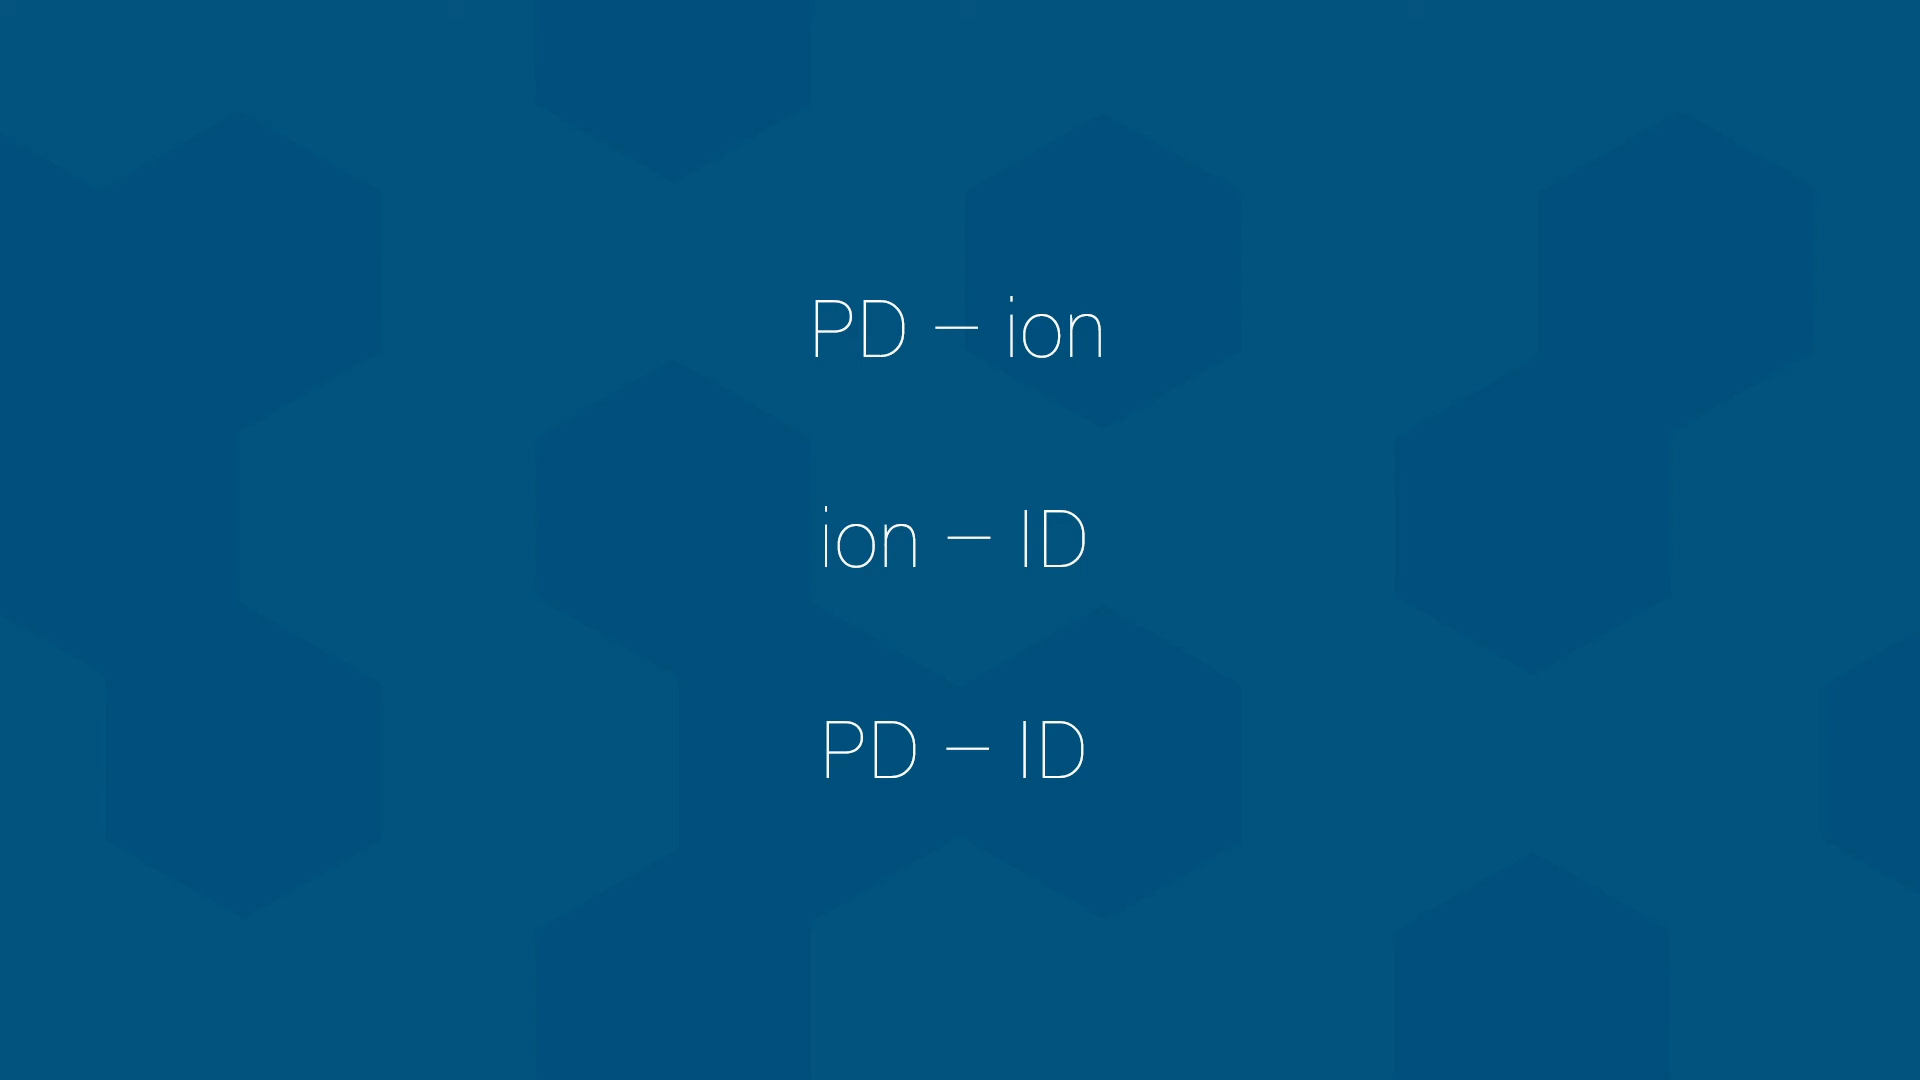 PD – ion
ion – ID
PD – ID